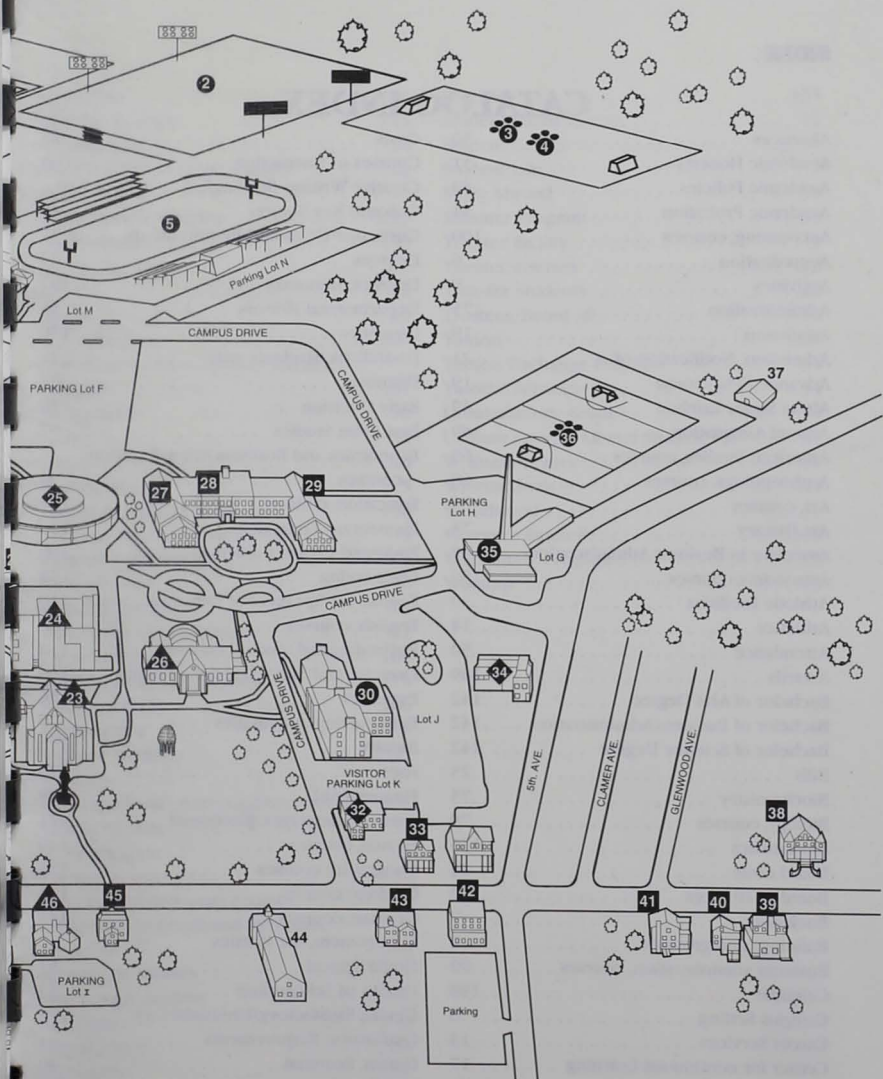 2
3
4
5
Parking Lot N
Lot M
CAMPUS DRIVE
PARKING Lot F
CAMPUS DRIVE
37
36
25
27
28
29
PARKING
Lot H
35
Lot G
CAMPUS DRIVE
24
26
34
23
30
CAMPUS DRIVE
Lot J
VISITOR
PARKING Lot K
5th. AVE.
CLAMER AVE.
GLENWOOD AVE.
32
33
38
46
45
44
43
42
41
40
39
PARKING
Lot I
Parking